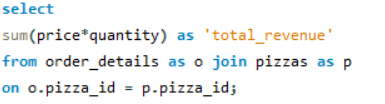 select
sum(price*quantity) as 'total_revenue'
from order_details as o join pizzas as p
on o.pizza_id = p.pizza_id;